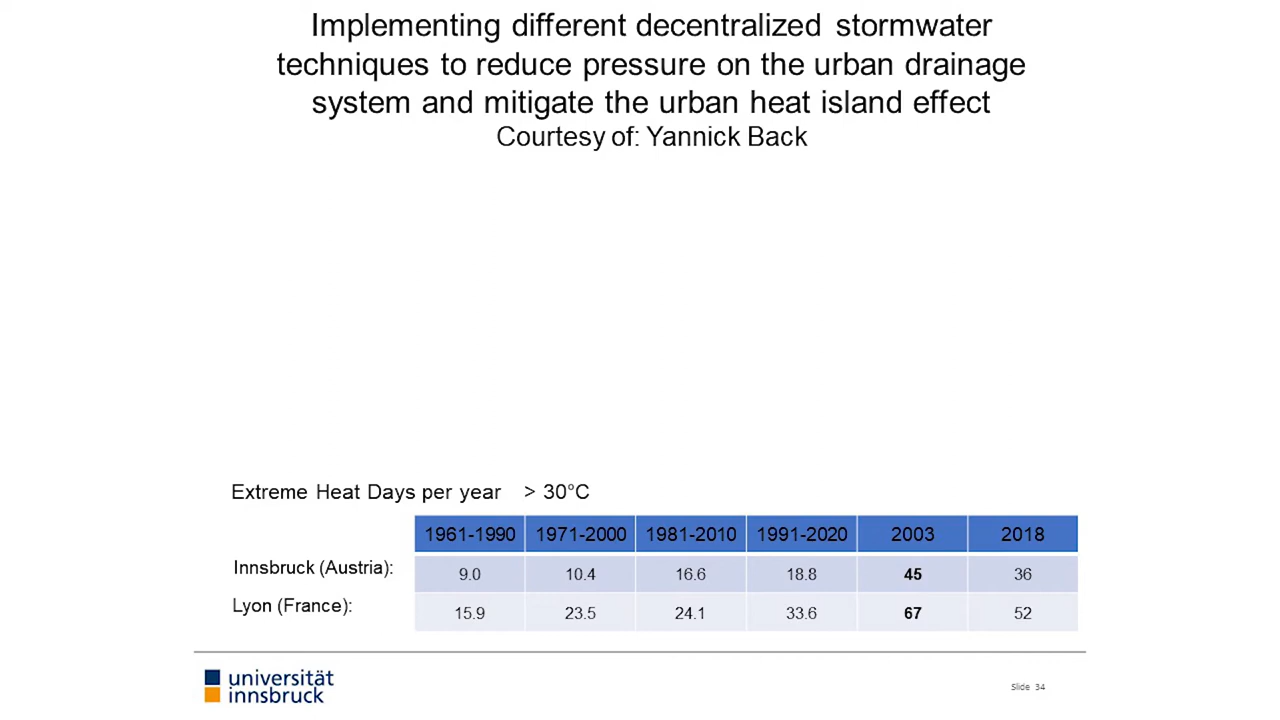 Implementing different decentralized stormwater
techniques to reduce pressure on the urban drainage
system and mitigate the urban heat island effect
Courtesy of: Yannick Back
Extreme Heat Days per year > 30°C
1961-1990 1971-2000 1981-2010 1991-2020 2003 2018
Innsbruck (Austria): 9.0 10.4 16.6 18.8 45 36
Lyon (France): 15.9 23.5 24.1 33.6 67 52
universität
innsbruck
Slide 34